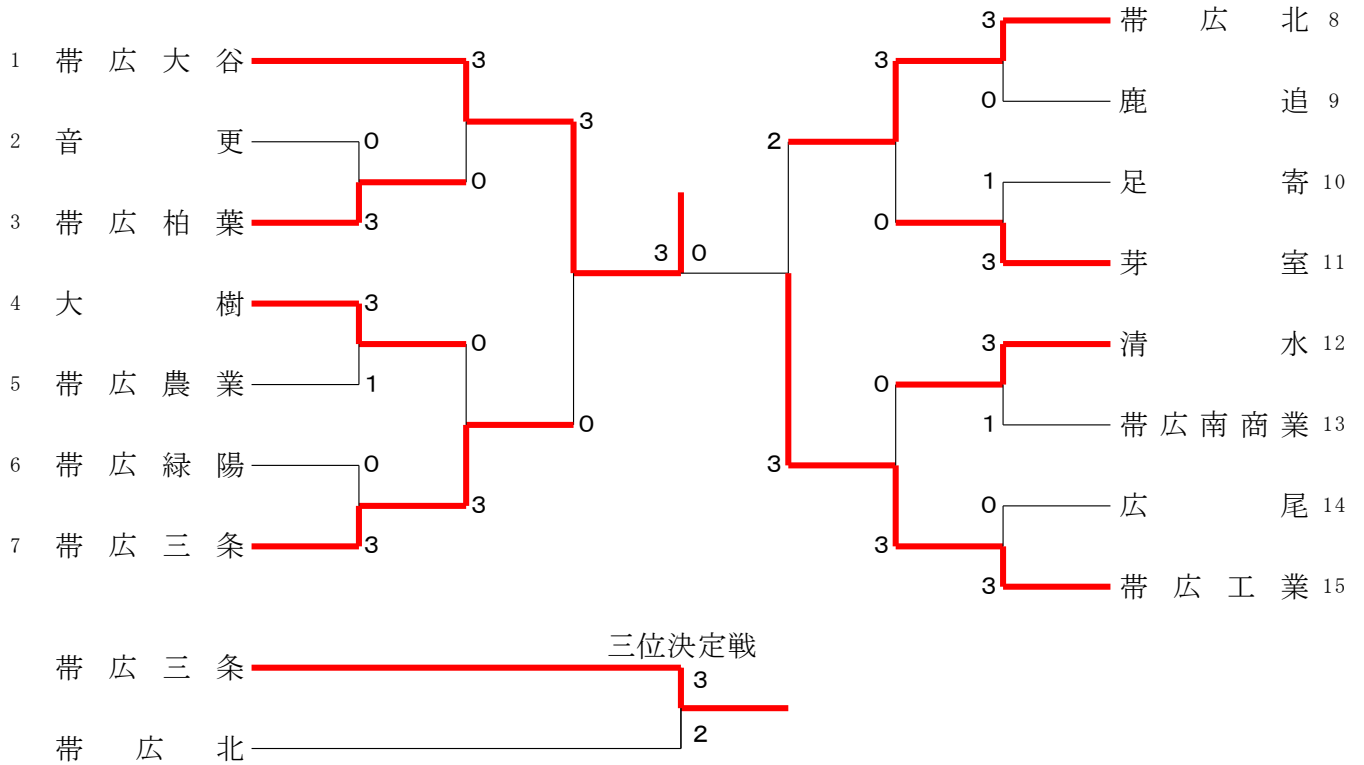 1 帯広大谷
3
2 音更
0
3
0
3 帯広柏葉
3
4 大樹
3
0
5 帯広農業
1
0
6 帯広緑陽
0
3
7 帯広三条
3
3 0
3
帯広北 8
3
0
鹿追 9
2
1
足寄 10
0
3
芽室 11
3
清水 12
0
1
帯広南商業 13
3
0
広尾 14
3
3
帯広工業 15
三位決定戦
帯広三条
3
2
帯広北